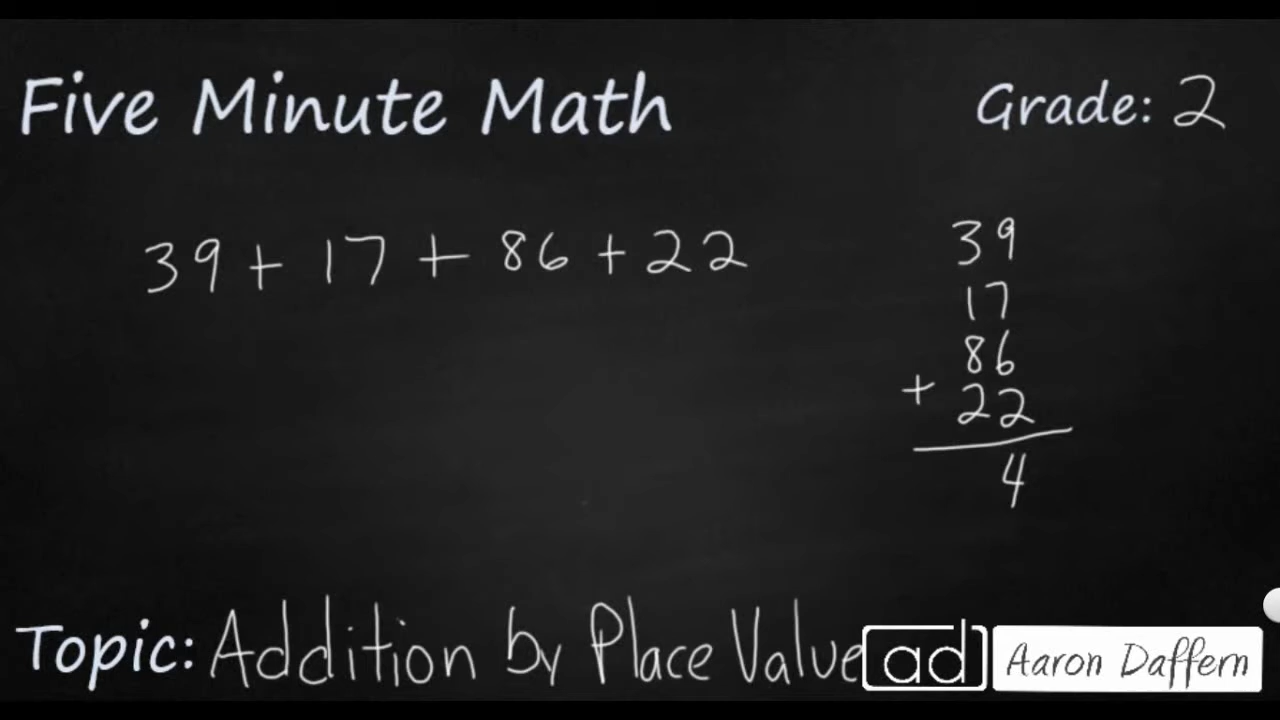 Five Minute Math
Grade: 2
39 + 17 + 86 + 22
39
17
86
+ 22
4
Topic: Addition by Place Value
ad Aaron Daffern